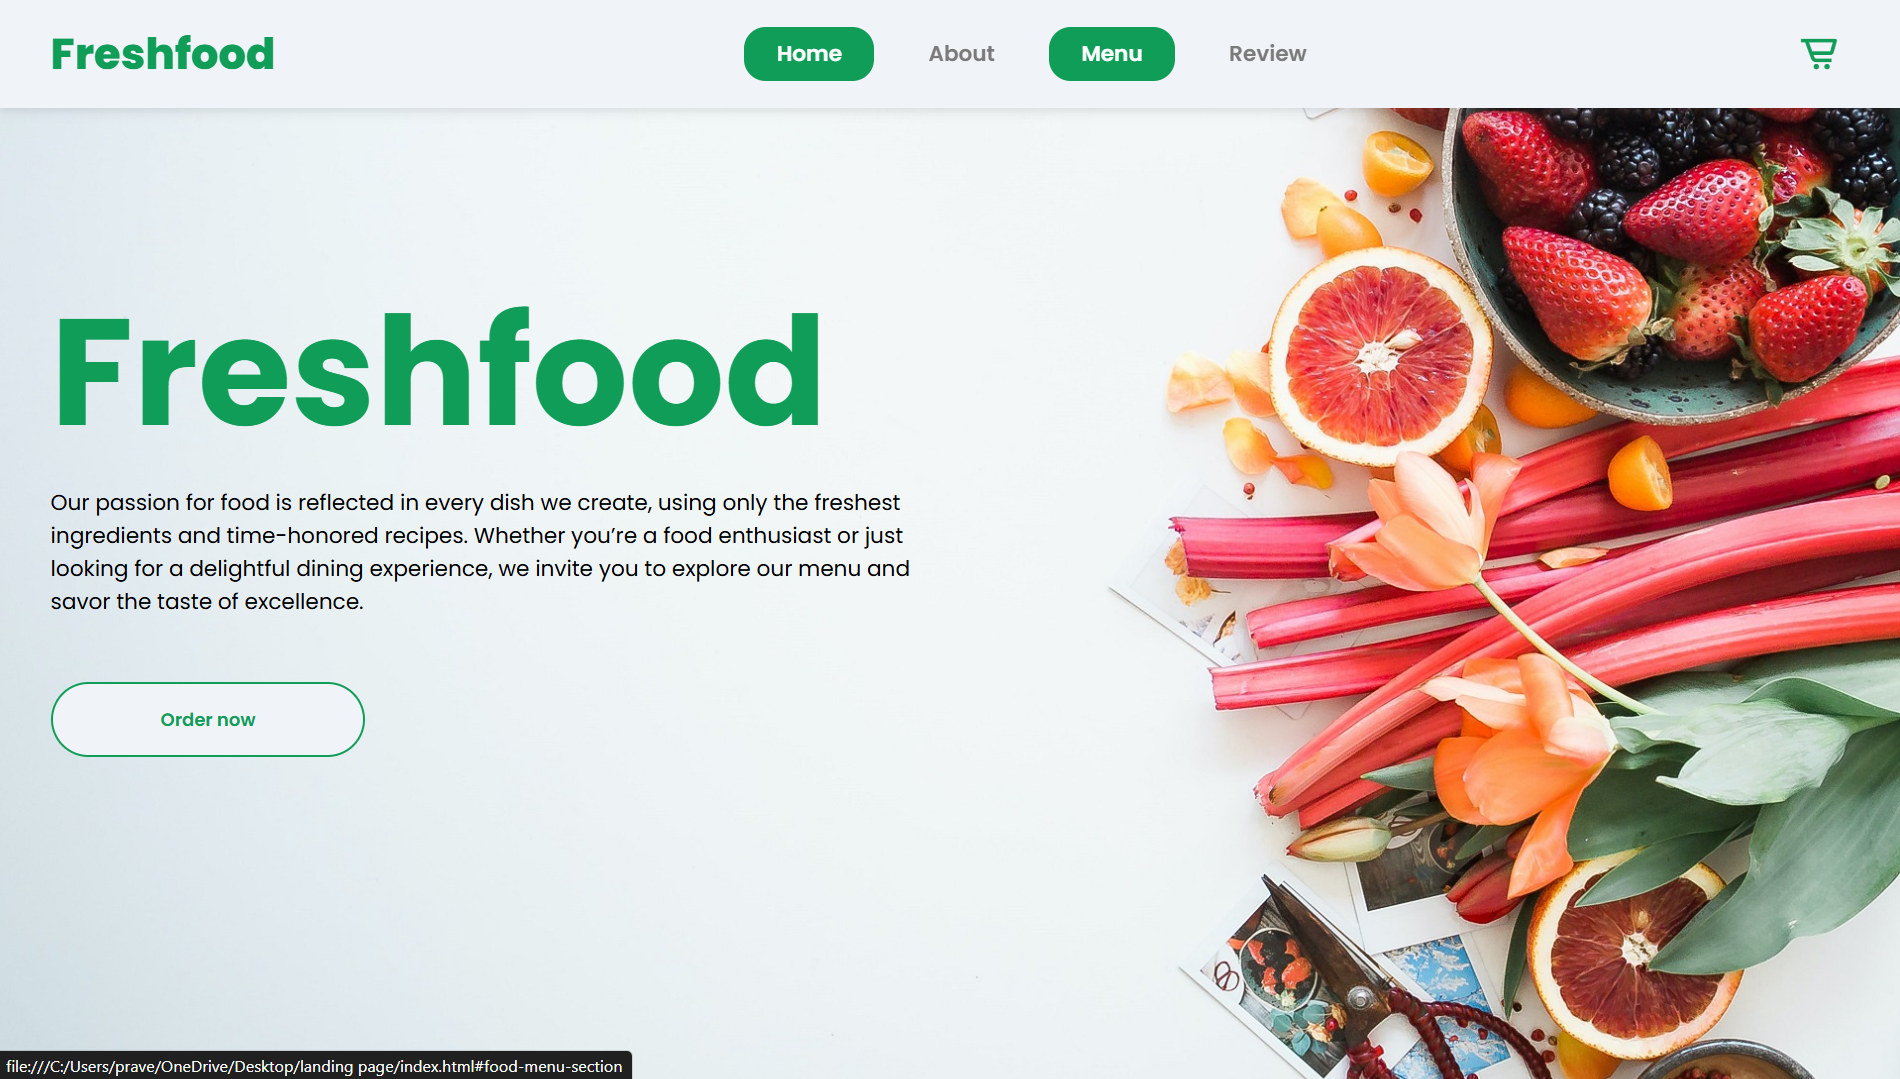 Freshfood
Home
About
Menu
Review
Freshfood
Our passion for food is reflected in every dish we create, using only the freshest
ingredients and time-honored recipes. Whether you’re a food enthusiast or just
looking for a delightful dining experience, we invite you to explore our menu and
savor the taste of excellence.
Order now
file:///C:/Users/prave/OneDrive/Desktop/landing page/index.html#food-menu-section